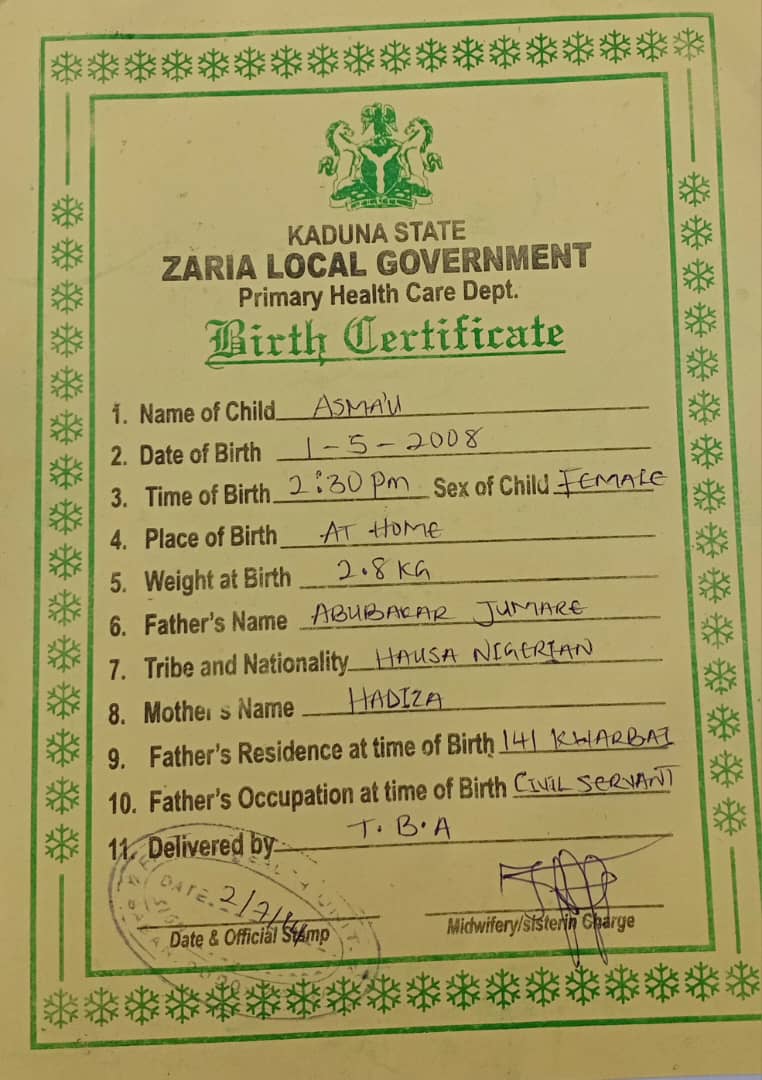 KADUNA STATE
ZARIA LOCAL GOVERNMENT
Primary Health Care Dept.
Birth Certificate
1. Name of Child ASMA'U
2. Date of Birth 1-5-2008
3. Time of Birth 2:30 pm Sex of Child FEMALE
4. Place of Birth AT HOME
5. Weight at Birth 2.8 KG
6. Father's Name ABUBAKAR JUMARE
7. Tribe and Nationality HAUSA NIGERIAN
8. Mother s Name HADIZA
9. Father's Residence at time of Birth 141 KWARBAI
10. Father's Occupation at time of Birth CIVIL SERVANT
11. Delivered by T.B.A
DATE: 2/7/
Date & Official Stamp Midwifery/sisterin Charge